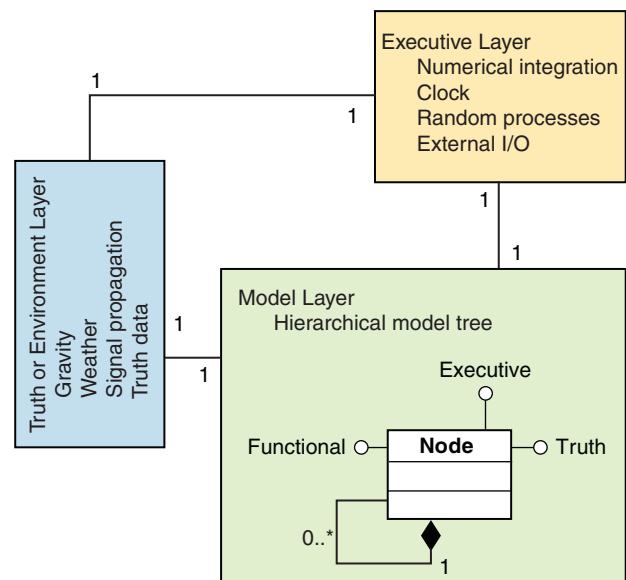 Executive Layer
Numerical integration
Clock
Random processes
External I/O
1
1
1
1
Truth or Environment Layer
Gravity
Weather
Signal propagation
Truth data
1
1
Model Layer
Hierarchical model tree
Executive
Functional
Node
Truth
0..*
1